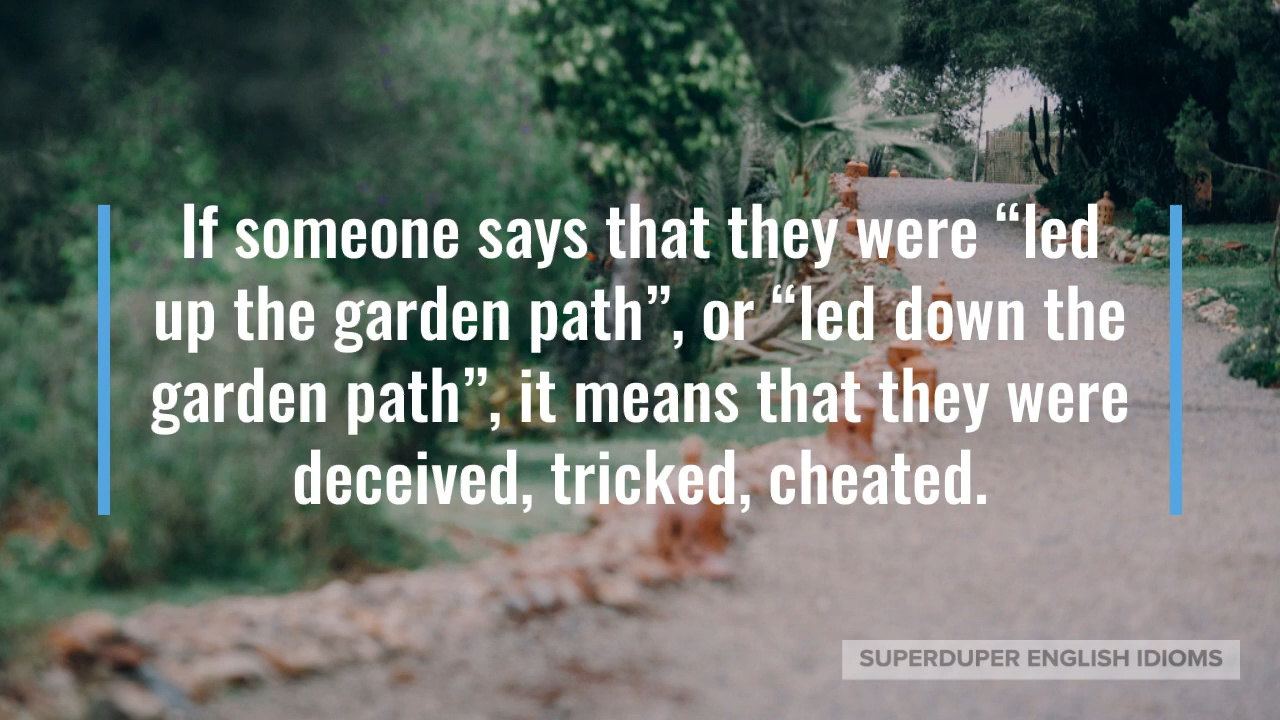 If someone says that they were “led
up the garden path”, or “led down the
garden path”, it means that they were
deceived, tricked, cheated.
SUPERDUPER ENGLISH IDIOMS